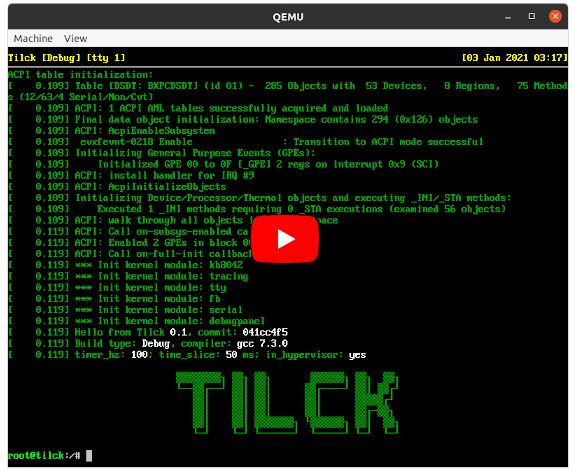 QEMU
Machine View
Tilck [Debug] [tty 1] [03 Jan 2021 03:17]
ACPI table initialization:
[    0.109] Table [DSDT: BXPCDSDT] (id 01) -  285 Objects with  53 Devices,   8 Regions,   75 Method
s (12/63/4 Serial/Non/Cvt)
[    0.109] ACPI: 1 ACPI AML tables successfully acquired and loaded
[    0.109] Final data object initialization: Namespace contains 294 (0x126) objects
[    0.109] ACPI: AcpiEnableSubsystem
[    0.109]  evxfevnt-0218 Enable                : Transition to ACPI mode successful
[    0.109] Initializing General Purpose Events (GPEs):
[    0.109]     Initialized GPE 00 to 0F [_GPE] 2 regs on interrupt 0x9 (SCI)
[    0.109] ACPI: install handler for IRQ #9
[    0.109] ACPI: AcpiInitializeObjects
[    0.109] Initializing Device/Processor/Thermal objects and executing _INI/_STA methods:
[    0.109]     Executed 1 _INI methods requiring 0 _STA executions (examined 56 objects)
[    0.119] ACPI: walk through all objects i space
[    0.119] ACPI: Call on-subsys-enabled cal
[    0.119] ACPI: Enabled 2 GPEs in block 0
[    0.119] ACPI: Call on-full-init callbac
[    0.119] *** Init kernel module: kb8042
[    0.119] *** Init kernel module: tracing
[    0.119] *** Init kernel module: tty
[    0.119] *** Init kernel module: fb
[    0.119] *** Init kernel module: serial
[    0.119] *** Init kernel module: debugpanel
[    0.119] Hello from Tilck 0.1, commit: 041cc4f5
[    0.119] Build type: Debug, compiler: gcc 7.3.0
[    0.119] timer_hz: 100; time_slice: 50 ms; in_hypervisor: yes
TILCK
root@tilck:/#